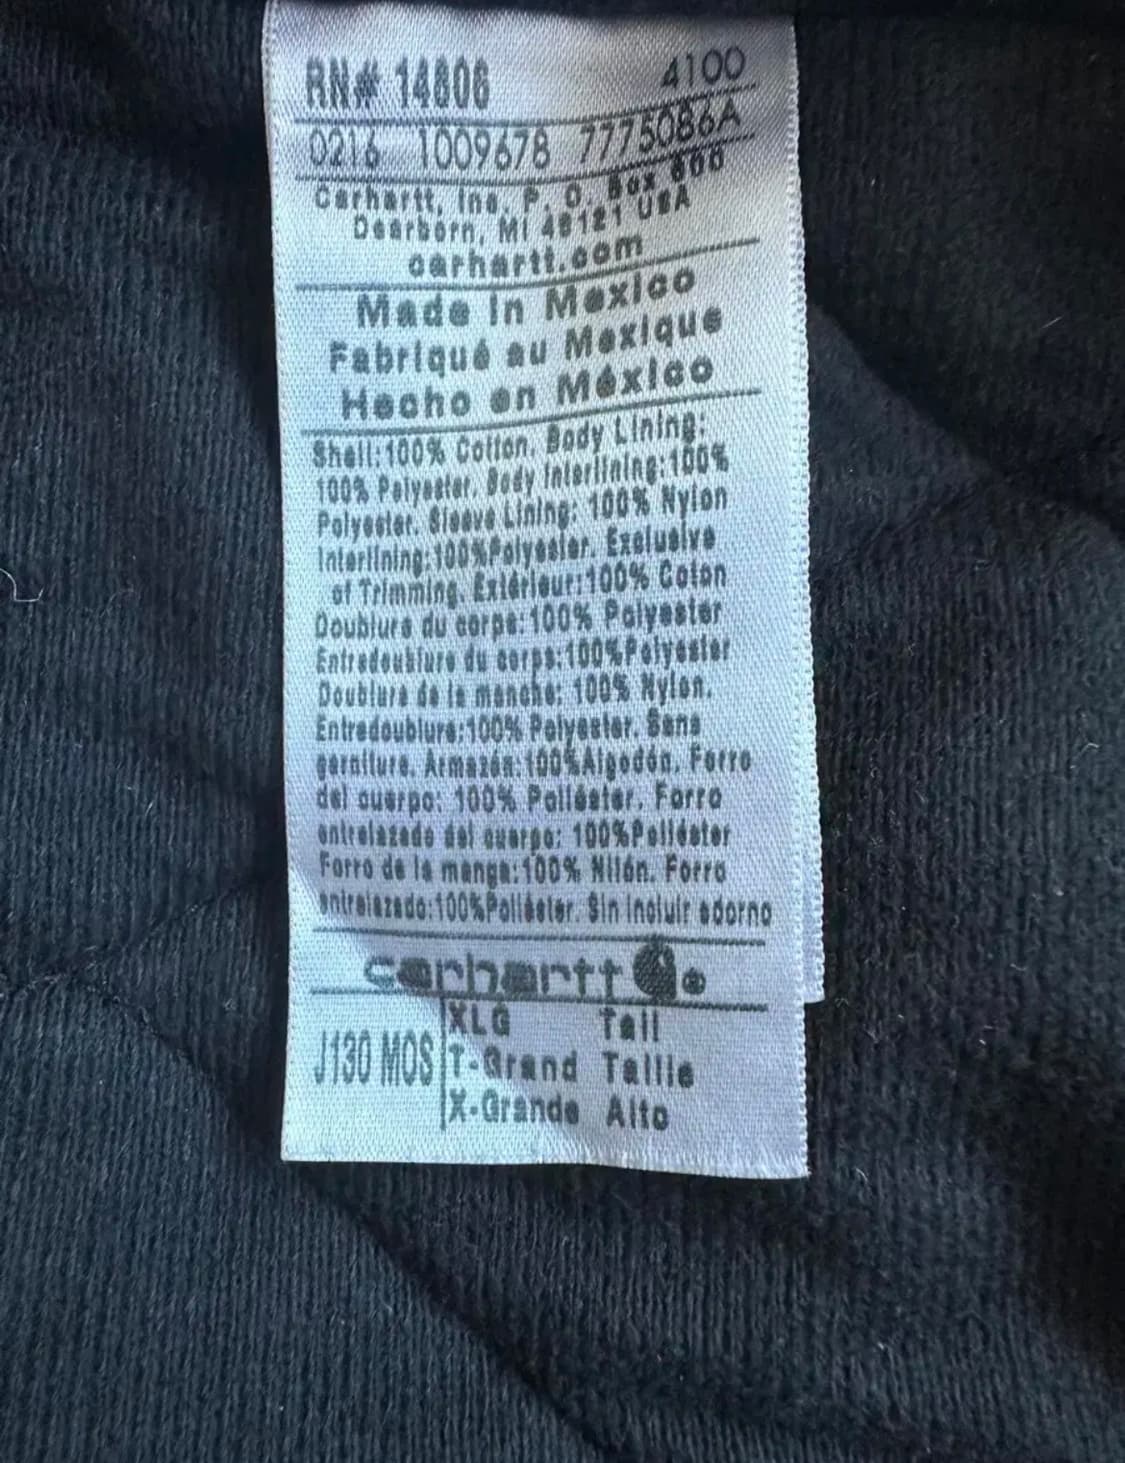 RN# 14806 4100
0216 1009678 7775086A
Carhartt, Inc. P. O. Box 600
Dearborn, MI 48121 USA
carhartt.com
Made in Mexico
Fabriqué au Mexique
Hecho en México
Shell:100% Cotton. Body Lining:
100% Polyester. Body Interlining:100%
Polyester. Sleeve Lining: 100% Nylon
Interlining:100%Polyester. Exclusive
of Trimming. Extérieur:100% Coton
Doublure du corps:100% Polyester
Entredoublure du corps:100%Polyester
Doublure de la manche: 100% Nylon.
Entredoublure:100% Polyester. Sans
garniture. Armazón:100%Algodón. Forro
del cuerpo: 100% Poliéster. Forro
entrelazado del cuerpo: 100%Poliéster
Forro de la manga:100% Nilón. Forro
entrelazado:100%Poliéster. Sin incluir adorno
carhartt
J130 MOS
XLG Tall
T-Grand Taille
X-Grande Alto